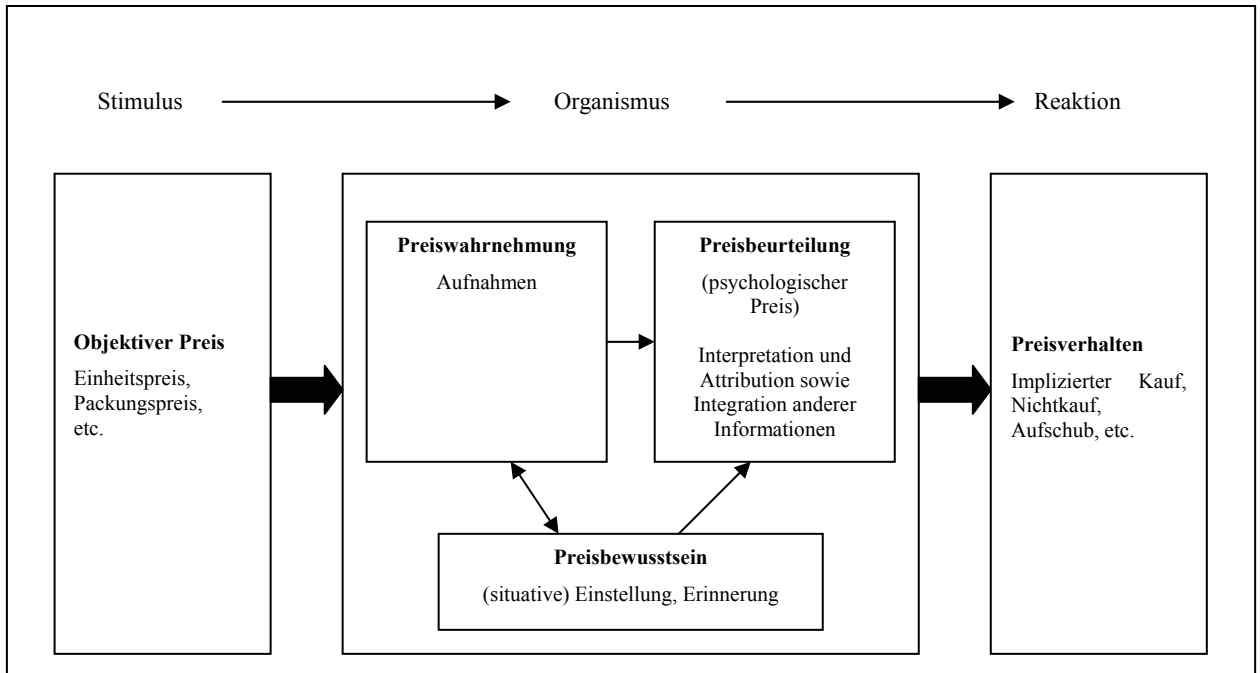 Stimulus
Organismus
Reaktion
Objektiver Preis
Einheitspreis,
Packungspreis,
etc.
Preiswahrnehmung
Aufnahmen
Preisbeurteilung
(psychologischer
Preis)
Interpretation und
Attribution sowie
Integration anderer
Informationen
Preisbewusstsein
(situative) Einstellung, Erinnerung
Preisverhalten
Implizierter Kauf,
Nichtkauf,
Aufschub, etc.